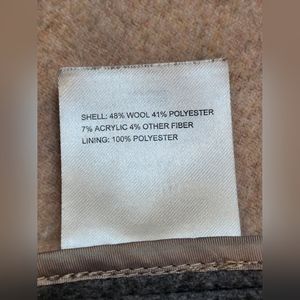 SHELL: 48% WOOL 41% POLYESTER
7% ACRYLIC 4% OTHER FIBER
LINING: 100% POLYESTER